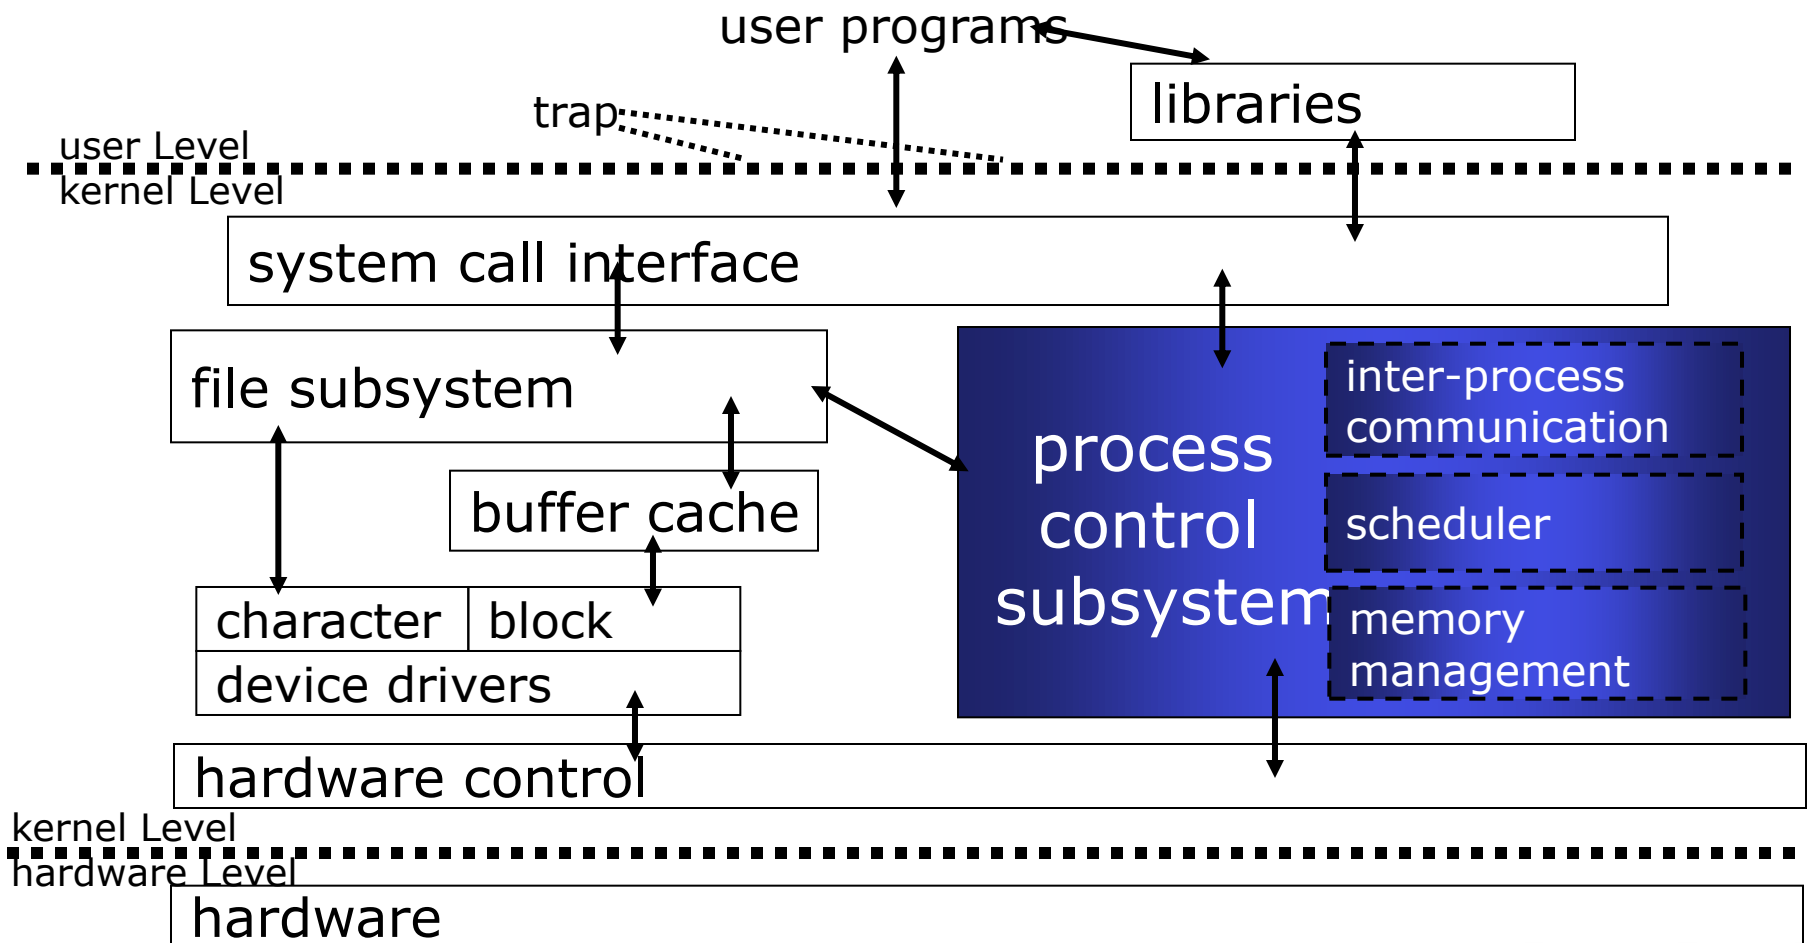 user programs
libraries
trap
user Level
kernel Level
system call interface
file subsystem
buffer cache
character
block
device drivers
process
control
subsystem
inter-process
communication
scheduler
memory
management
hardware control
kernel Level
hardware Level
hardware